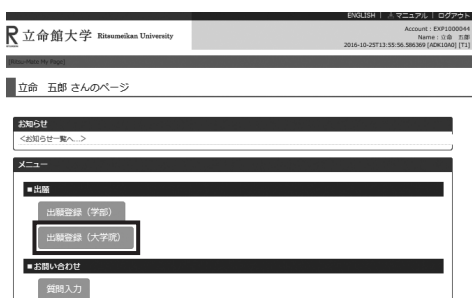 ENGLISH | マニュアル | ログアウト
R 立命館大学 Ritsumeikan University
Account : EXP1000044
Name : 立命 五郎
2016-10-25T13:55:56.586369 [ADK10A0] [T1]
[Ritsu-Mate My Page]
立命 五郎 さんのページ
お知らせ
<お知らせ一覧へ...>
メニュー
■出願
出願登録（学部）
出願登録（大学院）
■お問い合わせ
質問入力